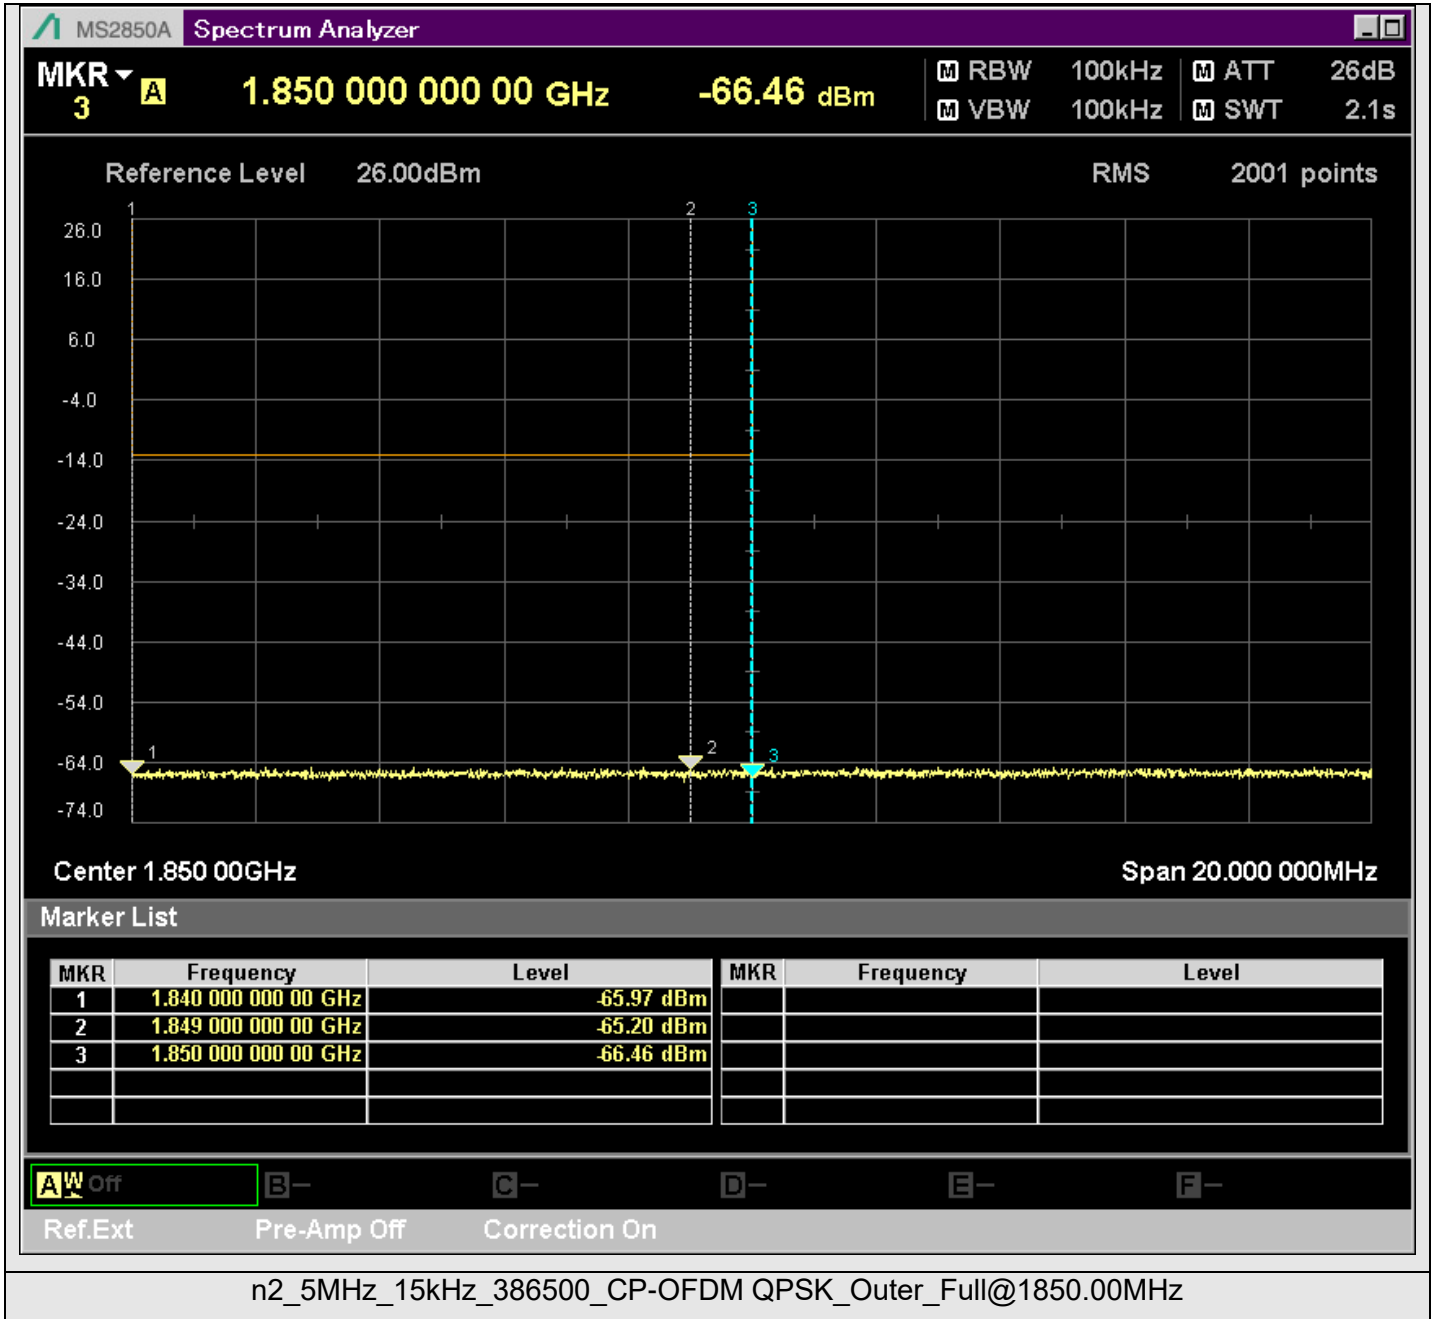 MS2850A Spectrum Analyzer
MKR A 1.850 000 000 00 GHz -66.46 dBm M RBW 100kHz M ATT 26dB
3 M VBW 100kHz M SWT 2.1s
Reference Level 26.00dBm RMS 2001 points
1 2 3
26.0
16.0
6.0
-4.0
-14.0
-24.0
-34.0
-44.0
-54.0
-64.0 1 2 3
-74.0
Center 1.850 00GHz Span 20.000 000MHz
Marker List
MKR Frequency Level MKR Frequency Level
1 1.840 000 000 00 GHz -65.97 dBm
2 1.849 000 000 00 GHz -65.20 dBm
3 1.850 000 000 00 GHz -66.46 dBm
A W Off B- C- D- E- F-
Ref.Ext Pre-Amp Off Correction On
n2_5MHz_15kHz_386500_CP-OFDM QPSK_Outer_Full@1850.00MHz